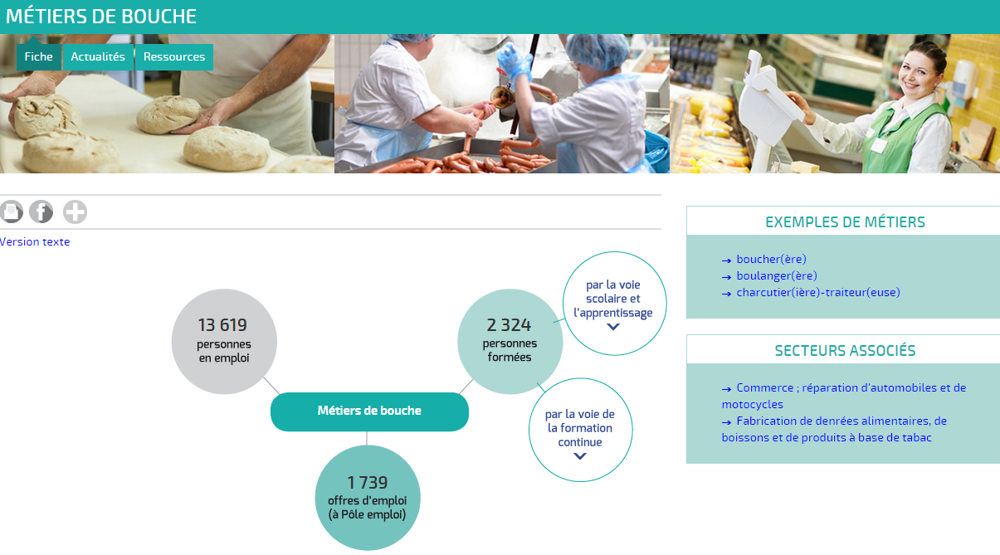 MÉTIERS DE BOUCHE
Fiche
Actualités
Ressources
Version texte
13 619
personnes
en emploi
2 324
personnes
formées
par la voie
scolaire et
l'apprentissage
par la voie de
la formation
continue
Métiers de bouche
1 739
offres d'emploi
(à Pôle emploi)
EXEMPLES DE MÉTIERS
→ boucher(ère)
→ boulanger(ère)
→ charcutier(ière)-traiteur(euse)
SECTEURS ASSOCIÉS
→ Commerce ; réparation d'automobiles et de
motocycles
→ Fabrication de denrées alimentaires, de
boissons et de produits à base de tabac